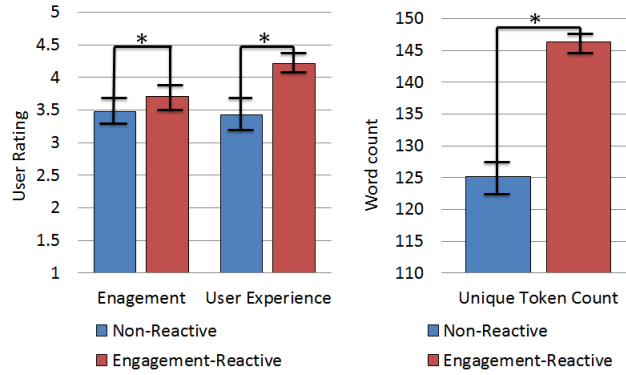 5
4.5
4
3.5
3
2.5
2
1.5
1
User Rating
*
*
Enagement
User Experience
Non-Reactive
Engagement-Reactive
150
145
140
135
130
125
120
115
110
Word count
*
Unique Token Count
Non-Reactive
Engagement-Reactive